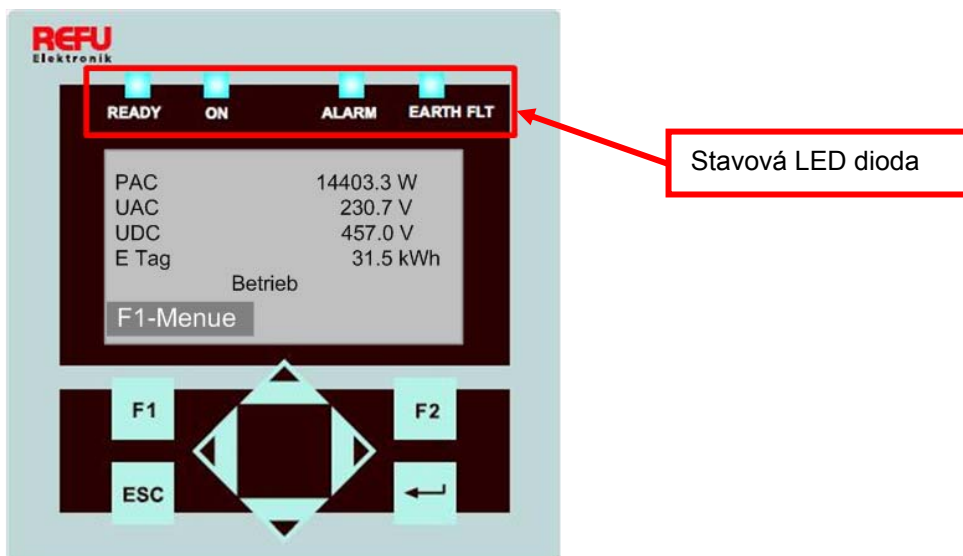 REFU
Elektronik
READY ON ALARM EARTH FLT
Stavová LED dioda
PAC 14403.3 W
UAC 230.7 V
UDC 457.0 V
E Tag 31.5 kWh
Betrieb
F1-Menue
F1 F2
ESC